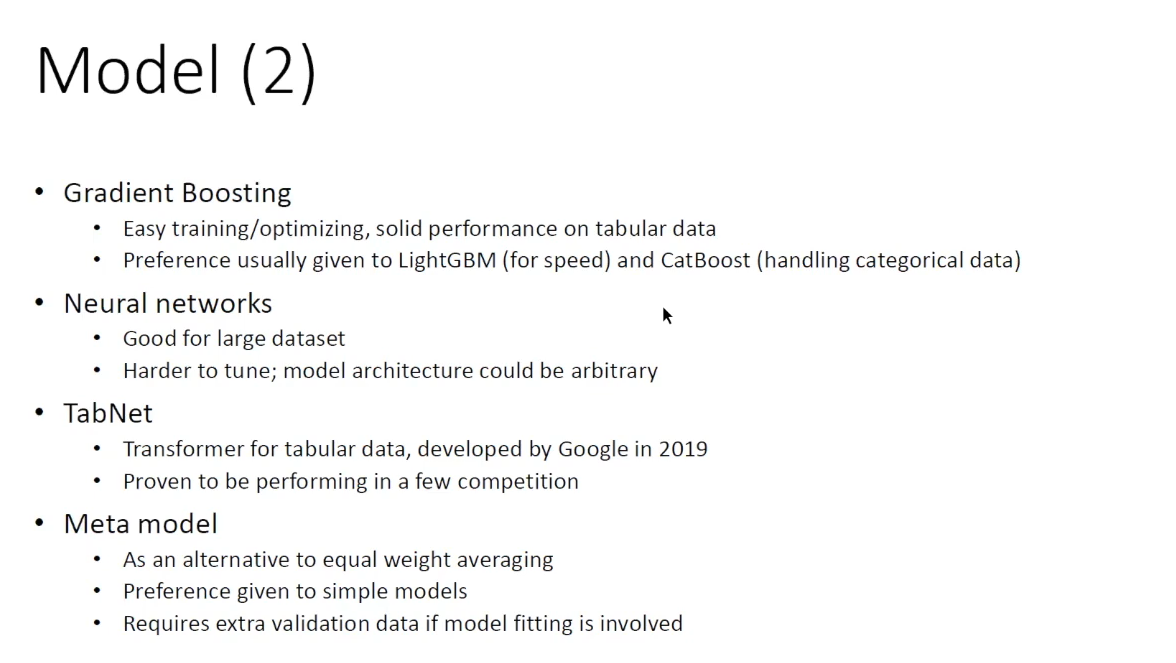 Model (2)
• Gradient Boosting
• Easy training/optimizing, solid performance on tabular data
• Preference usually given to LightGBM (for speed) and CatBoost (handling categorical data)
• Neural networks
• Good for large dataset
• Harder to tune; model architecture could be arbitrary
• TabNet
• Transformer for tabular data, developed by Google in 2019
• Proven to be performing in a few competition
• Meta model
• As an alternative to equal weight averaging
• Preference given to simple models
• Requires extra validation data if model fitting is involved